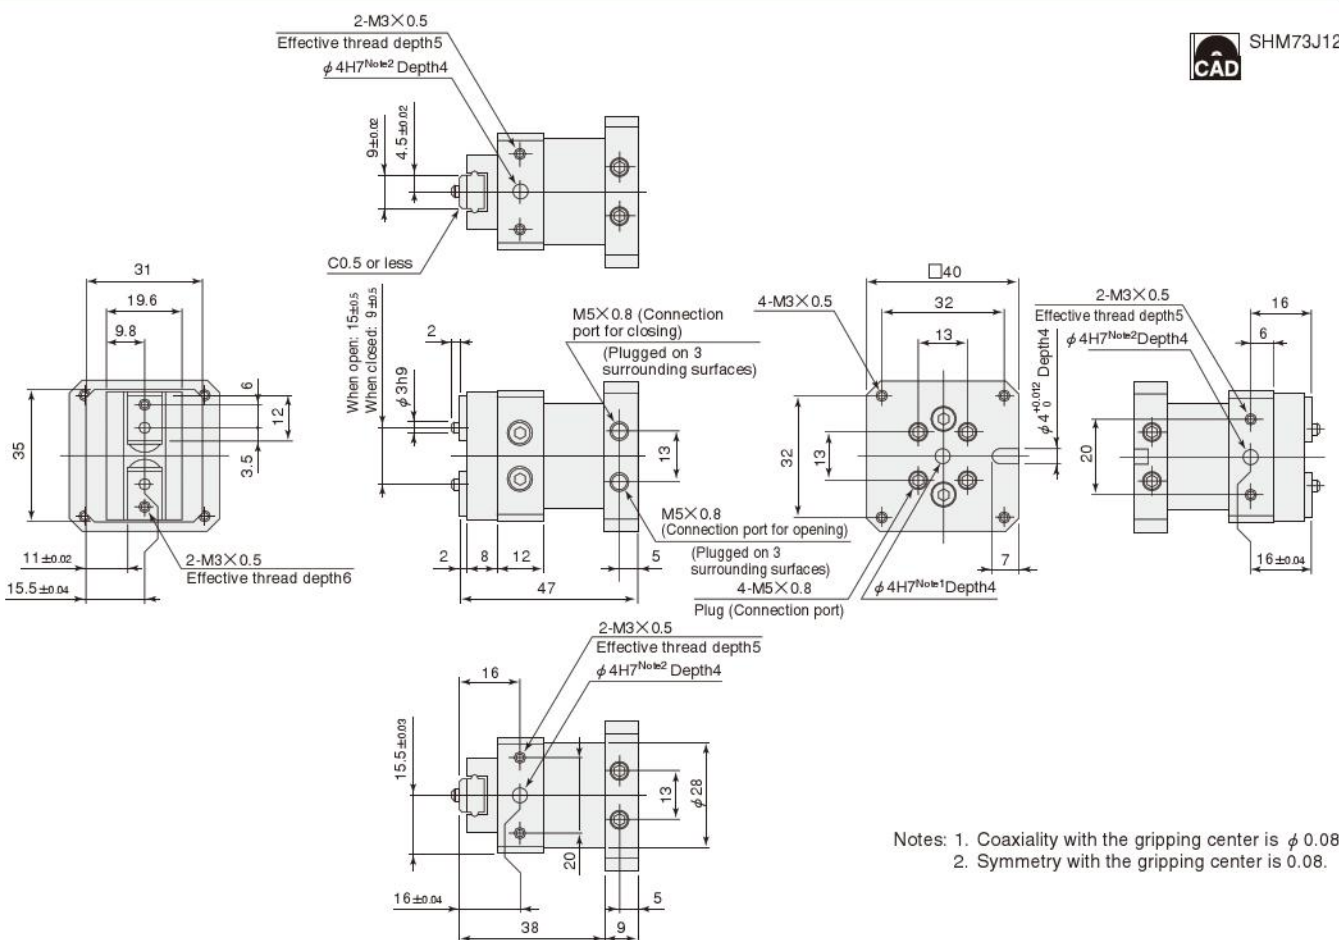 2-M3×0.5
Effective thread depth5
φ4H7Note2 Depth4
9±0.02
4.5±0.02
C0.5 or less
CAD
SHM73J12
31
19.6
9.8
35
6
12
3.5
11±0.02
15.5±0.04
2-M3×0.5
Effective thread depth6
2
When open: 15±0.5
When closed: 9±0.5
φ3h9
M5×0.8 (Connection
port for closing)
(Plugged on 3
surrounding surfaces)
13
M5×0.8
(Connection port for opening)
(Plugged on 3
surrounding surfaces)
2
8
12
5
47
□40
4-M3×0.5
32
13
32
13
φ4+0.012 0 Depth4
7
4-M5×0.8
Plug (Connection port)
φ4H7Note1 Depth4
2-M3×0.5
Effective thread depth5
φ4H7Note2 Depth4
16
6
20
16±0.04
2-M3×0.5
Effective thread depth5
φ4H7Note2 Depth4
16
15.5±0.03
13
φ28
20
16±0.04
5
38
9
Notes: 1. Coaxiality with the gripping center is φ0.08
2. Symmetry with the gripping center is 0.08.